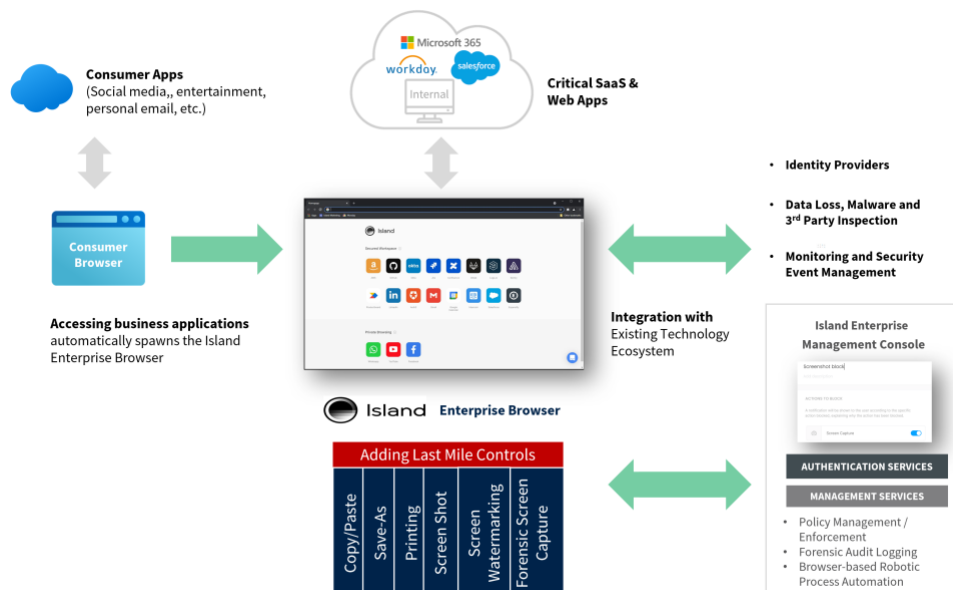 Consumer Apps
(Social media,, entertainment,
personal email, etc.)
Microsoft 365
workday.
salesforce
Internal
Critical SaaS &
Web Apps
Consumer
Browser
Accessing business applications
automatically spawns the Island
Enterprise Browser
Island
in
f
• Identity Providers
• Data Loss, Malware and
3rd Party Inspection
• Monitoring and Security
Event Management
Integration with
Existing Technology
Ecosystem
Island Enterprise Browser
Adding Last Mile Controls
Copy/Paste
Save-As
Printing
Screen Shot
Screen
Watermarking
Forensic Screen
Capture
Island Enterprise
Management Console
Screenshot block
Screen Capture
AUTHENTICATION SERVICES
MANAGEMENT SERVICES
• Policy Management /
Enforcement
• Forensic Audit Logging
• Browser-based Robotic
Process Automation